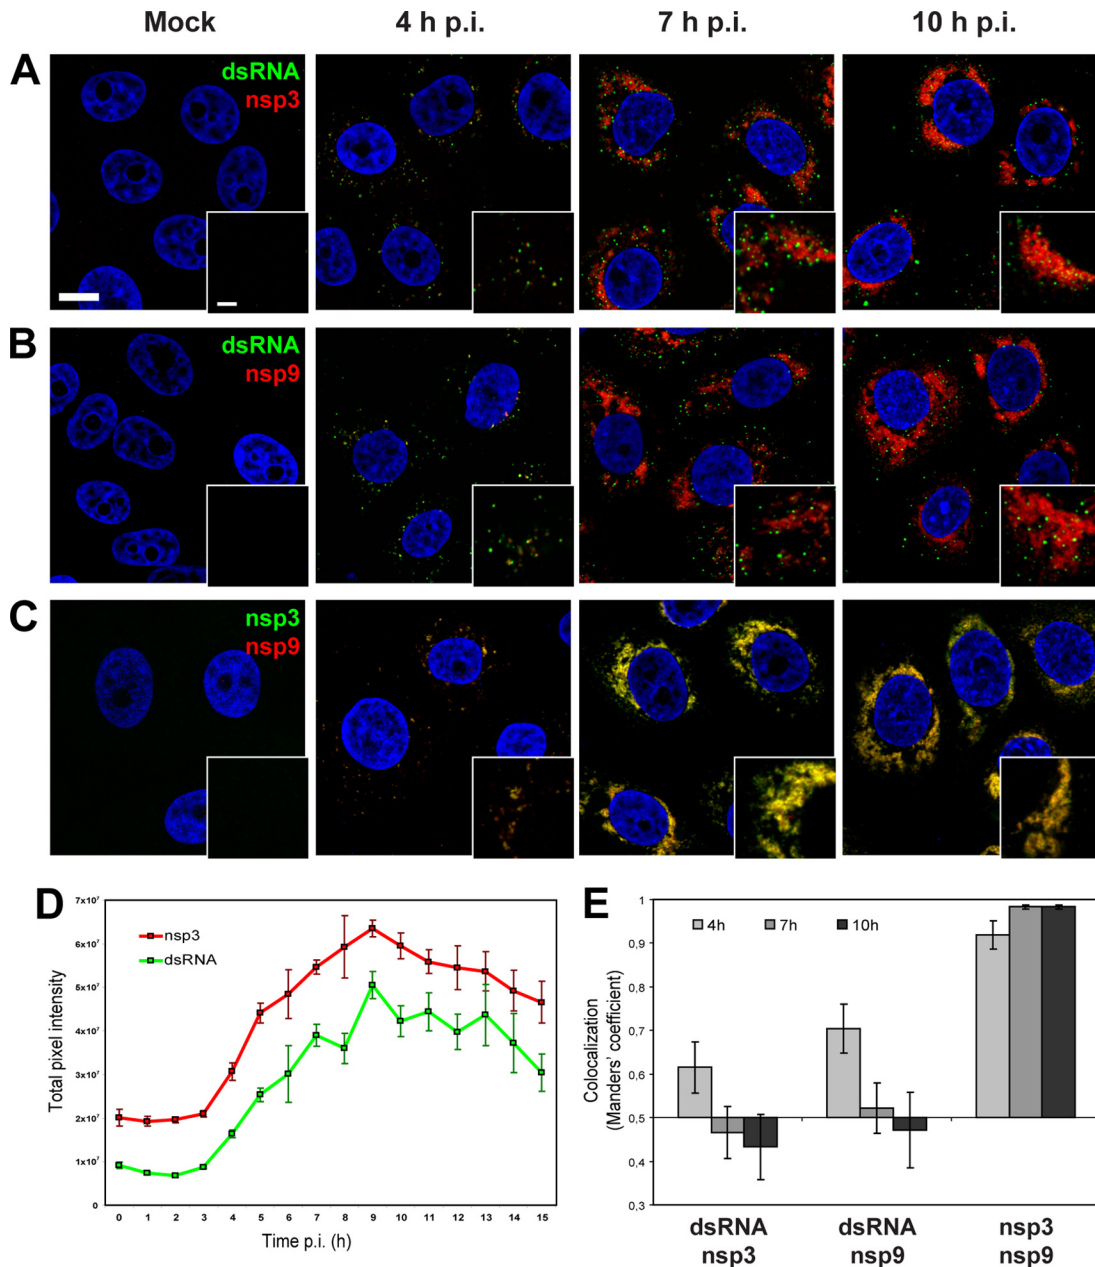 Mock 4 h p.i. 7 h p.i. 10 h p.i.
A
dsRNA
nsp3
B
dsRNA
nsp9
C
nsp3
nsp9
D
7x10⁷
6x10⁷
5x10⁷
4x10⁷
3x10⁷
2x10⁷
1x10⁷
0
Total pixel intensity
nsp3
dsRNA
0 1 2 3 4 5 6 7 8 9 10 11 12 13 14 15
Time p.i. (h)
E
1
0,9
0,8
0,7
0,6
0,5
0,4
0,3
Colocalization
(Manders' coefficient)
4h 7h 10h
dsRNA dsRNA nsp3
nsp3 nsp9 nsp9